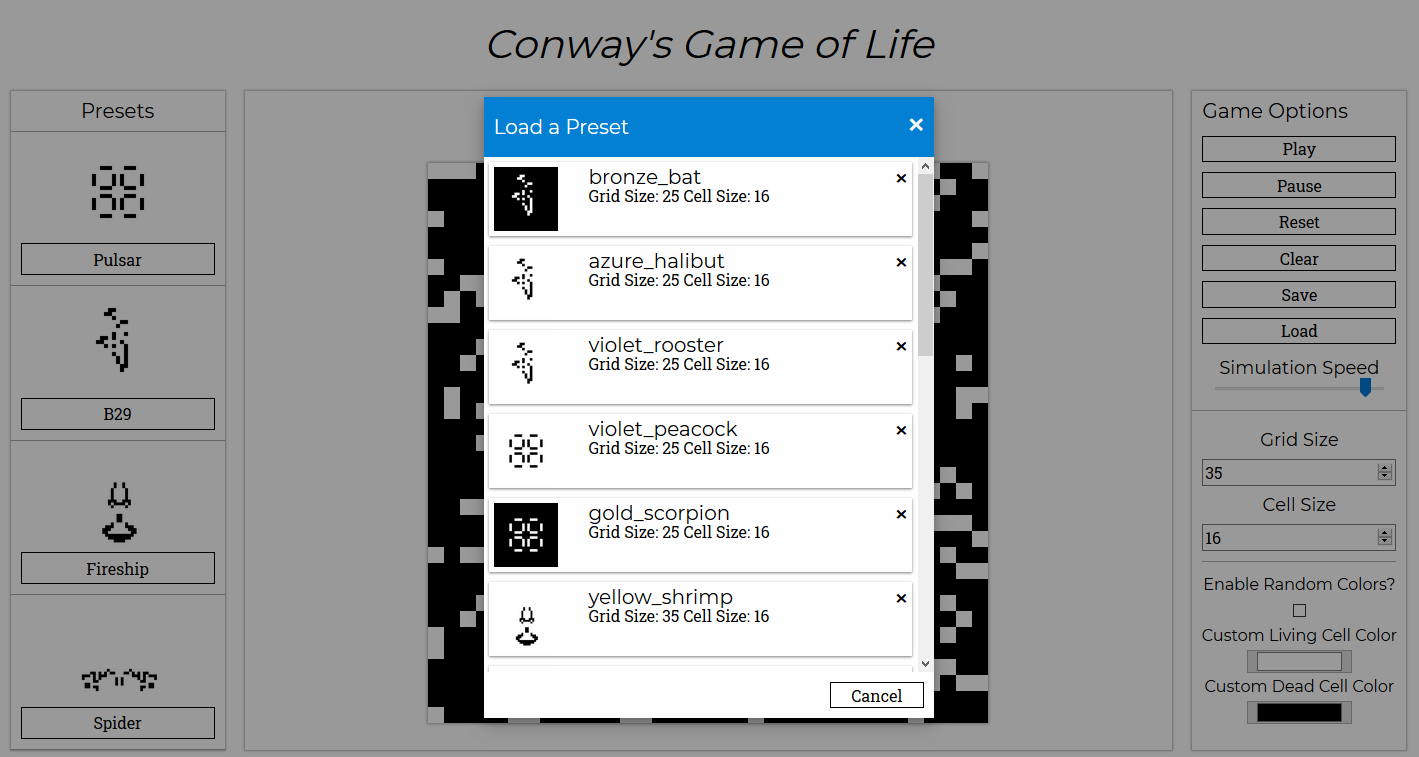 Conway's Game of Life
Presets
Pulsar
B29
Fireship
Spider
Load a Preset
×
bronze_bat
×
Grid Size: 25 Cell Size: 16
azure_halibut
×
Grid Size: 25 Cell Size: 16
violet_rooster
×
Grid Size: 25 Cell Size: 16
violet_peacock
×
Grid Size: 25 Cell Size: 16
gold_scorpion
×
Grid Size: 25 Cell Size: 16
yellow_shrimp
×
Grid Size: 35 Cell Size: 16
Cancel
Game Options
Play
Pause
Reset
Clear
Save
Load
Simulation Speed
Grid Size
35
Cell Size
16
Enable Random Colors?
Custom Living Cell Color
Custom Dead Cell Color